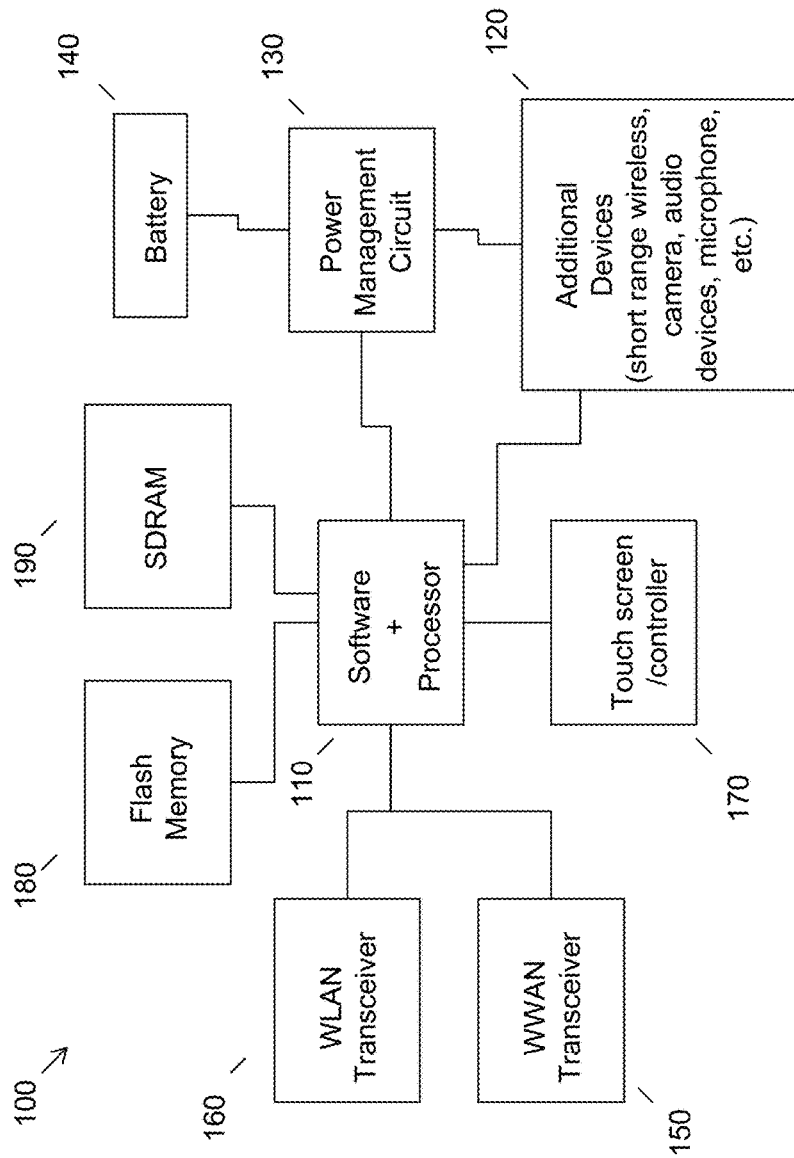 100
180
Flash
Memory
190
SDRAM
140
Battery
160
WLAN
Transceiver
110
Software
+
Processor
130
Power
Management
Circuit
150
WWAN
Transceiver
170
Touch screen
/controller
120
Additional
Devices
(short range wireless,
camera, audio
devices, microphone,
etc.)